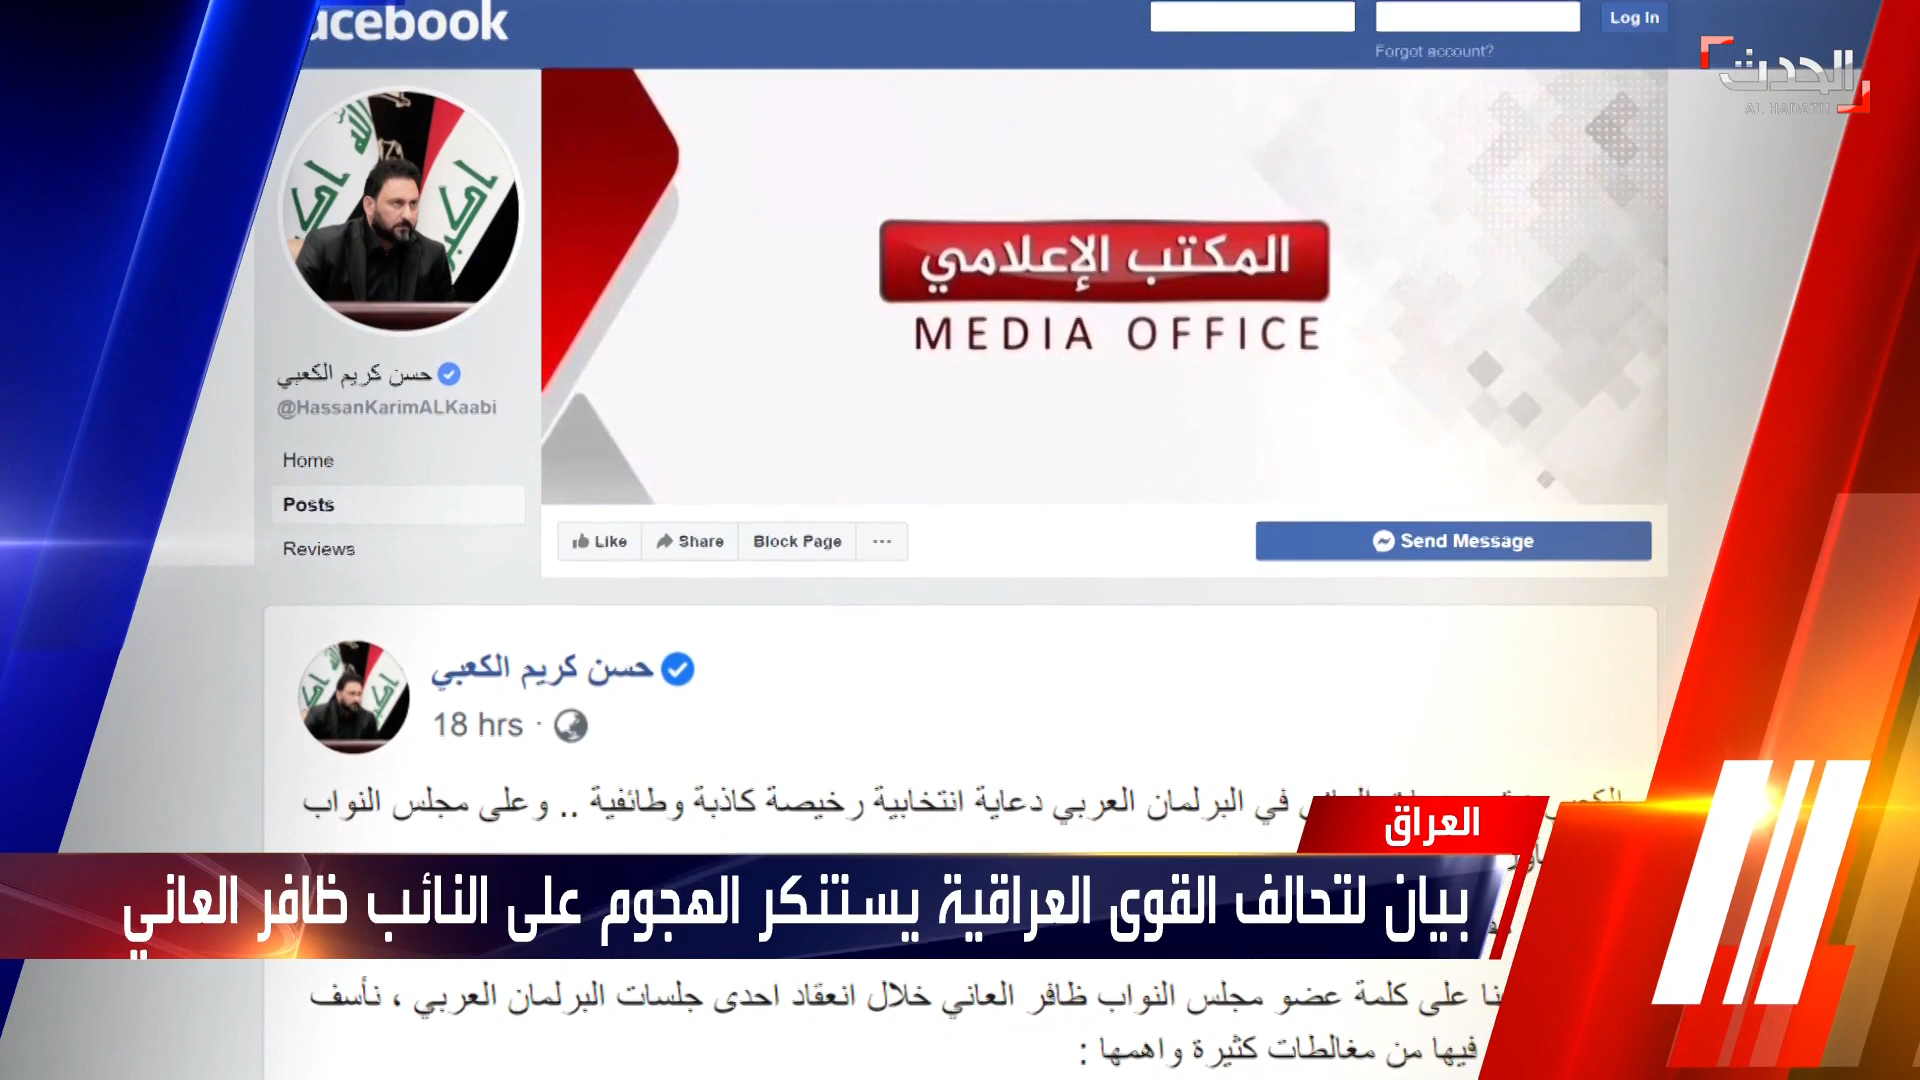 facebook
Log In
Forgot account?
الحدث
AL HADATH
المكتب الإعلامي
MEDIA OFFICE
حسن كريم الكعبي
@HassanKarimALKaabi
Home
Posts
Reviews
Like
Share
Block Page
Send Message
حسن كريم الكعبي
18 hrs
في البرلمان العربي دعاية انتخابية رخيصة كاذبة وطائفية .. وعلى مجلس النواب
العراق
بيان لتحالف القوى العراقية يستنكر الهجوم على النائب ظافر العاني
على كلمة عضو مجلس النواب ظافر العاني خلال انعقاد احدى جلسات البرلمان العربي ، نأسف
فيها من مغالطات كثيرة واهمها :